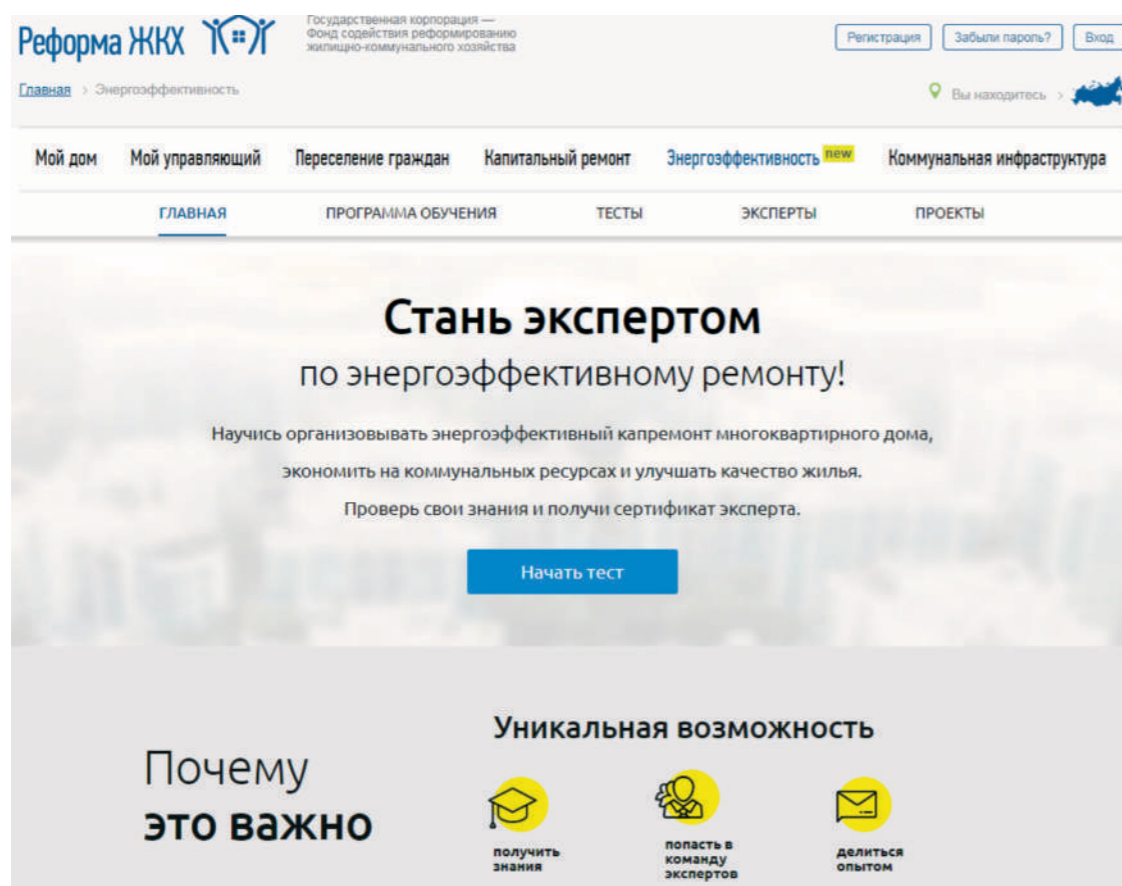 Реформа ЖКХ
Государственная корпорация —
Фонд содействия реформированию
жилищно-коммунального хозяйства
Регистрация Забыли пароль? Вход
Главная > Энергоэффективность
Вы находитесь >
Мой дом Мой управляющий Переселение граждан Капитальный ремонт Энергоэффективность new Коммунальная инфраструктура
ГЛАВНАЯ ПРОГРАММА ОБУЧЕНИЯ ТЕСТЫ ЭКСПЕРТЫ ПРОЕКТЫ
Стань экспертом
по энергоэффективному ремонту!
Научись организовывать энергоэффективный капремонт многоквартирного дома,
экономить на коммунальных ресурсах и улучшать качество жилья.
Проверь свои знания и получи сертификат эксперта.
Начать тест
Почему
это важно
Уникальная возможность
получить
знания
попасть в
команду
экспертов
делиться
опытом